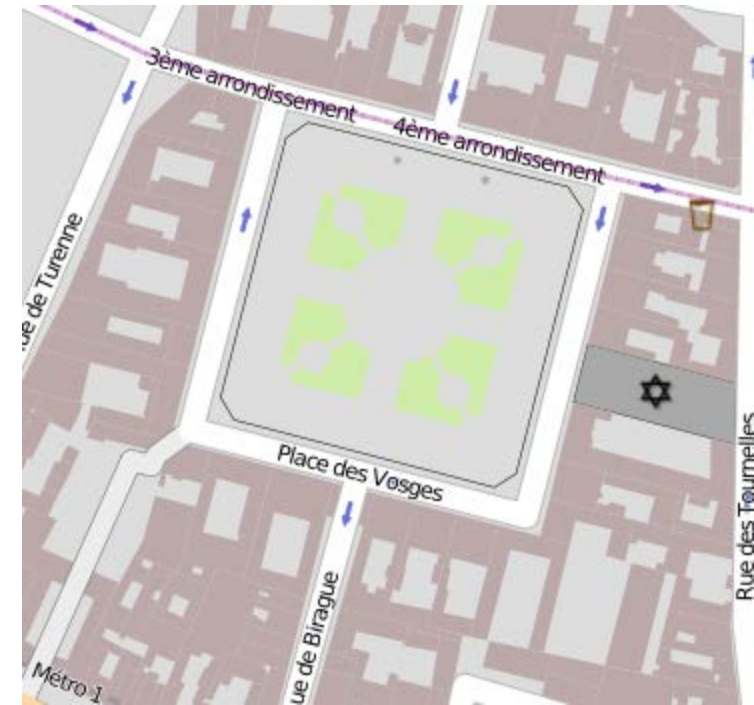 3ème arrondissement
4ème arrondissement
ue de Turenne
Place des Vosges
Rue des Tournelles
ue de Birague
Métro 1